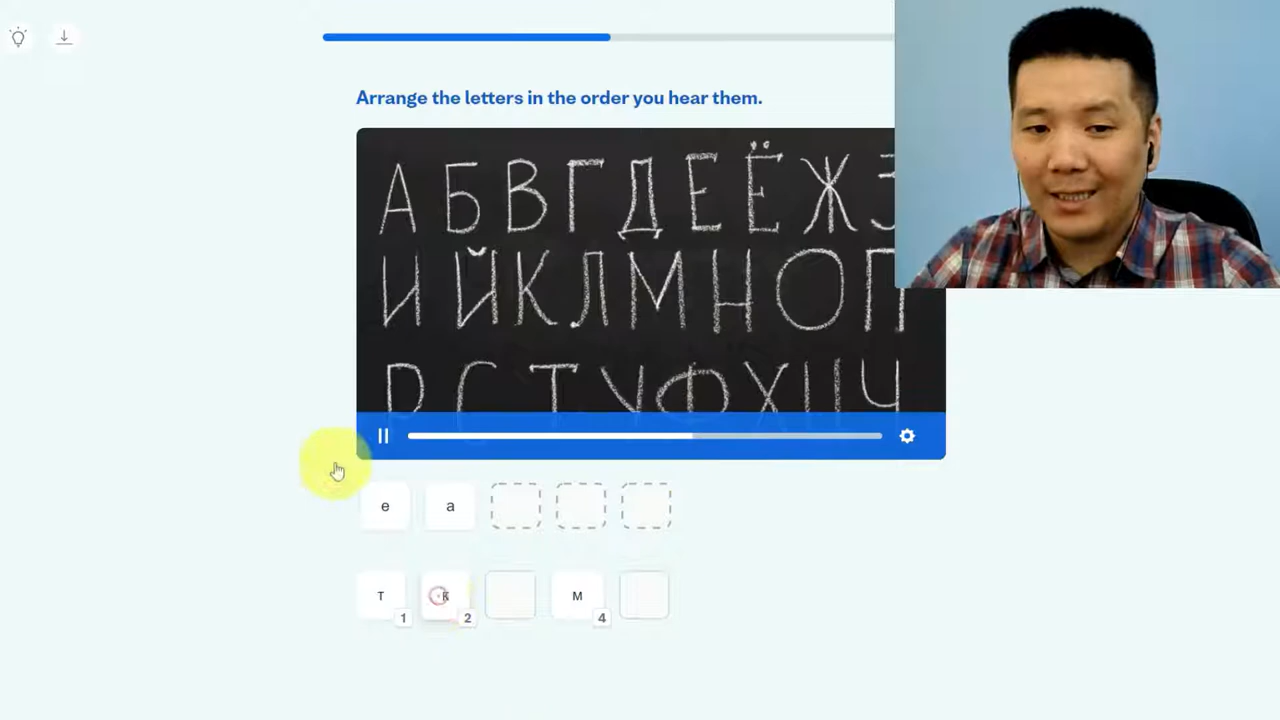 Arrange the letters in the order you hear them.
А Б В Г Д Е Ё Ж З
И Й К Л М Н О П
Р С Т У Ф Х Ц Ч
е а
т к м
1 2 4